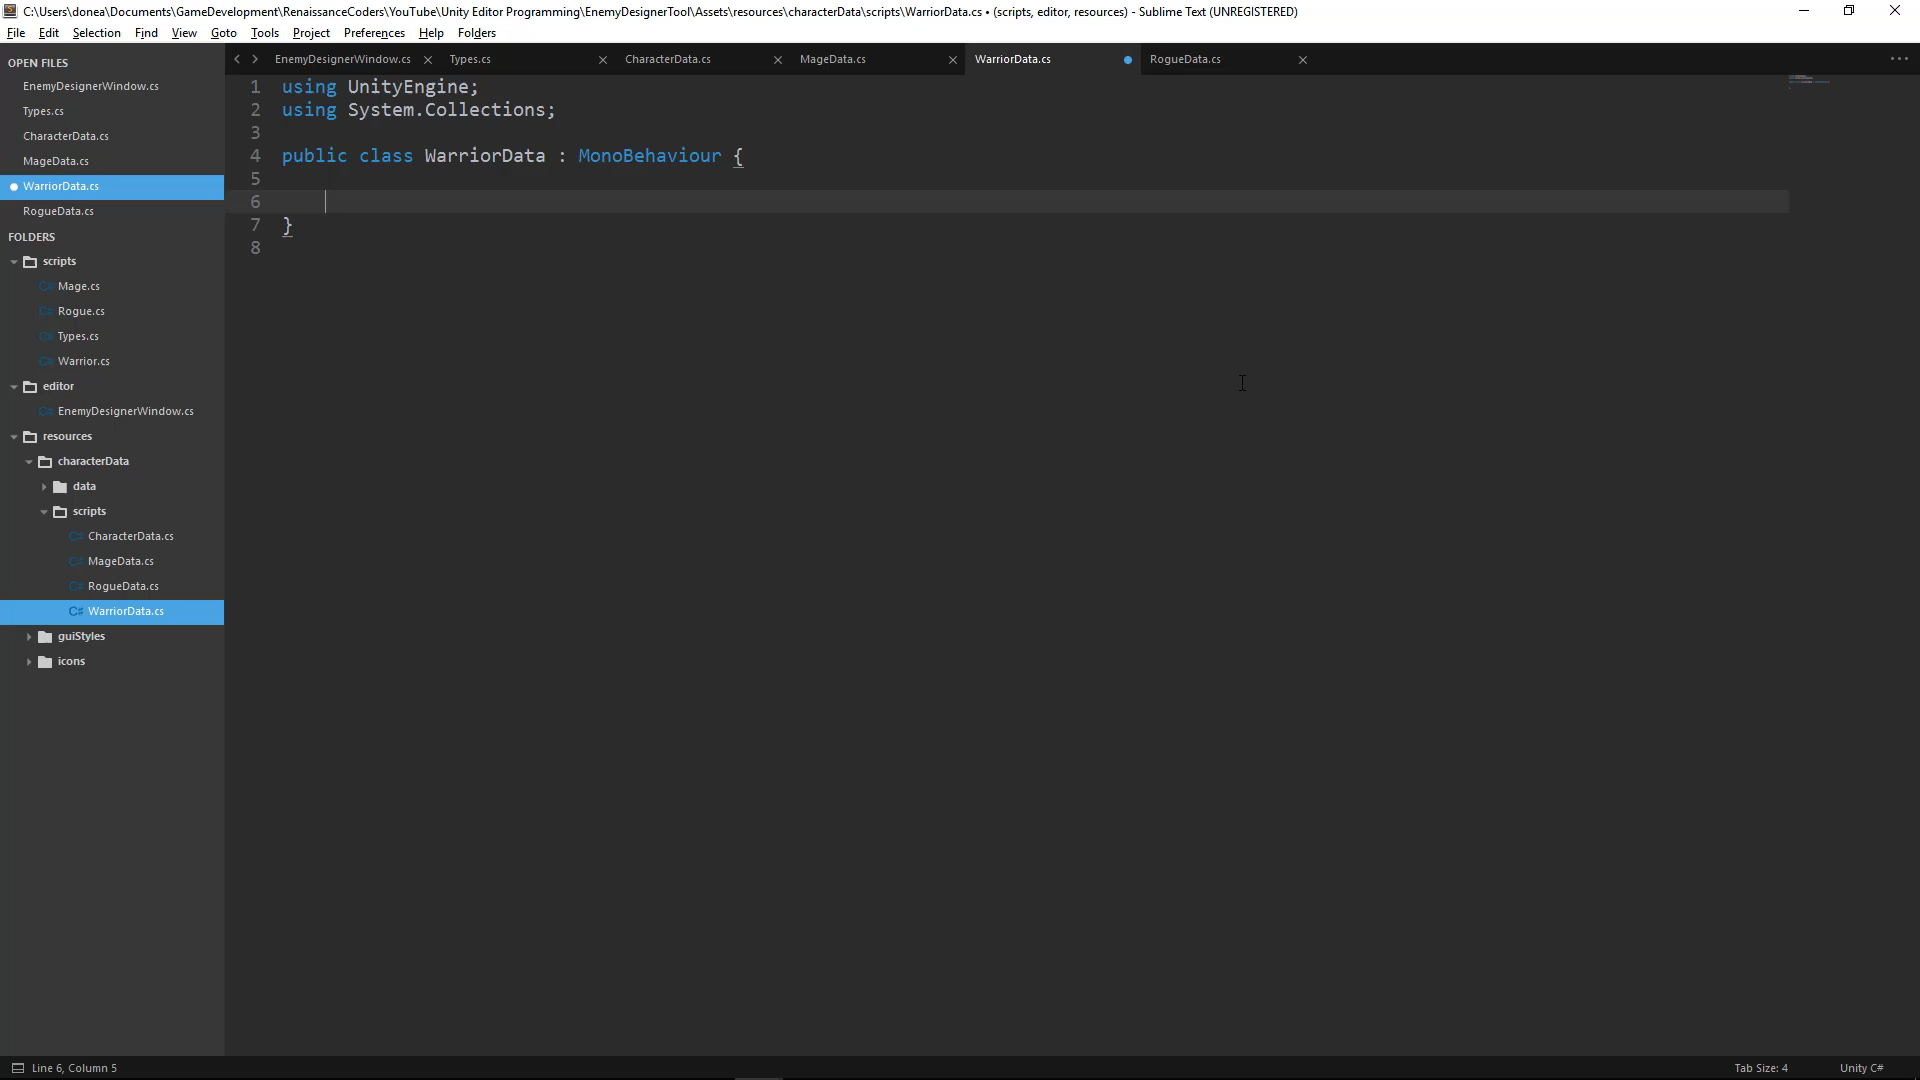 C:\Users\donea\Documents\GameDevelopment\RenaissanceCoders\YouTube\Unity Editor Programming\EnemyDesignerTool\Assets\resources\characterData\scripts\WarriorData.cs • (scripts, editor, resources) - Sublime Text (UNREGISTERED)
File Edit Selection Find View Goto Tools Project Preferences Help Folders
OPEN FILES
EnemyDesignerWindow.cs
Types.cs
CharacterData.cs
MageData.cs
WarriorData.cs
RogueData.cs
FOLDERS
scripts
C# Mage.cs
C# Rogue.cs
C# Types.cs
C# Warrior.cs
editor
C# EnemyDesignerWindow.cs
resources
characterData
data
scripts
C# CharacterData.cs
C# MageData.cs
C# RogueData.cs
C# WarriorData.cs
guiStyles
icons
EnemyDesignerWindow.cs Types.cs CharacterData.cs MageData.cs WarriorData.cs RogueData.cs
1 using UnityEngine;
2 using System.Collections;
3
4 public class WarriorData : MonoBehaviour {
5
6
7 }
8
Line 6, Column 5 Tab Size: 4 Unity C#